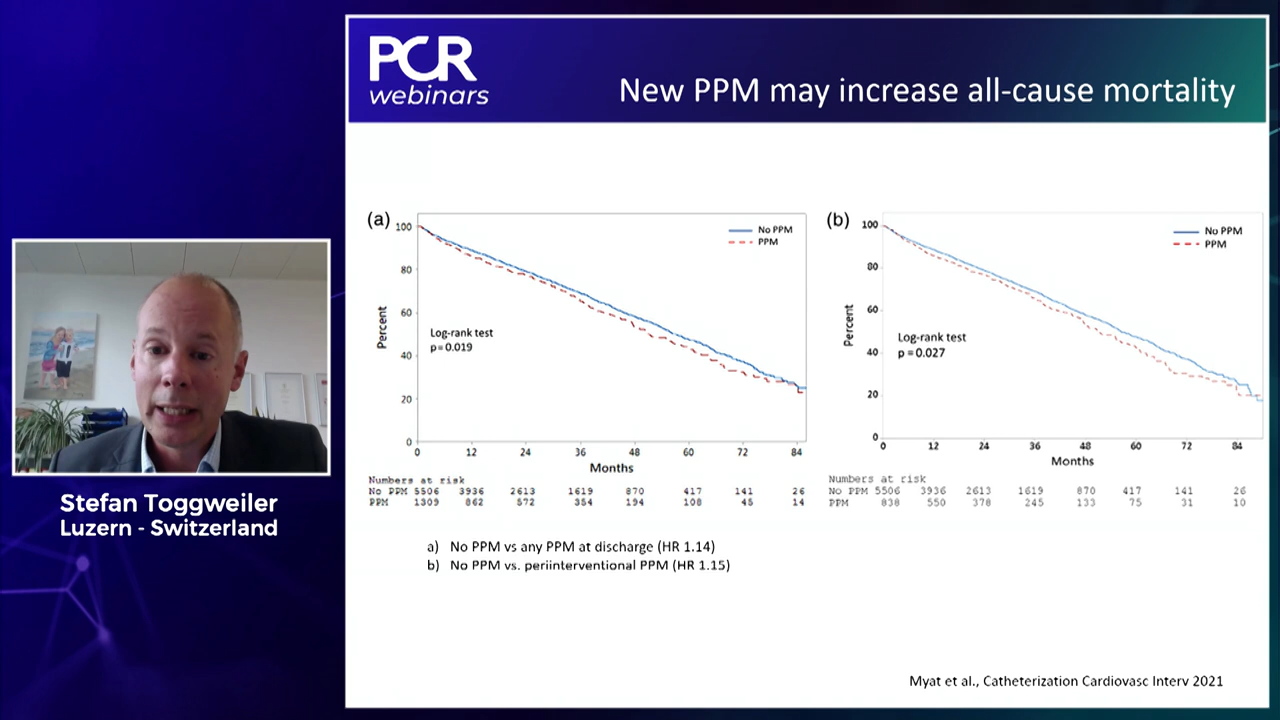 PCR
webinars
New PPM may increase all-cause mortality
(a)
100
80
60
40
20
0
Percent
No PPM
PPM
Log-rank test
p=0.019
0 12 24 36 48 60 72 84
Months
Numbers at risk
No PPM 5506 3936 2613 1619 870 417 141 26
PPM 1309 862 572 354 194 108 45 14
(b)
100
80
60
40
20
0
Percent
No PPM
PPM
Log-rank test
p=0.027
0 12 24 36 48 60 72 84
Months
Numbers at risk
No PPM 5506 3936 2613 1619 870 417 141 26
PPM 838 550 378 245 133 75 31 10
a) No PPM vs any PPM at discharge (HR 1.14)
b) No PPM vs. periinterventional PPM (HR 1.15)
Myat et al., Catheterization Cardiovasc Interv 2021
Stefan Toggweiler
Luzern - Switzerland